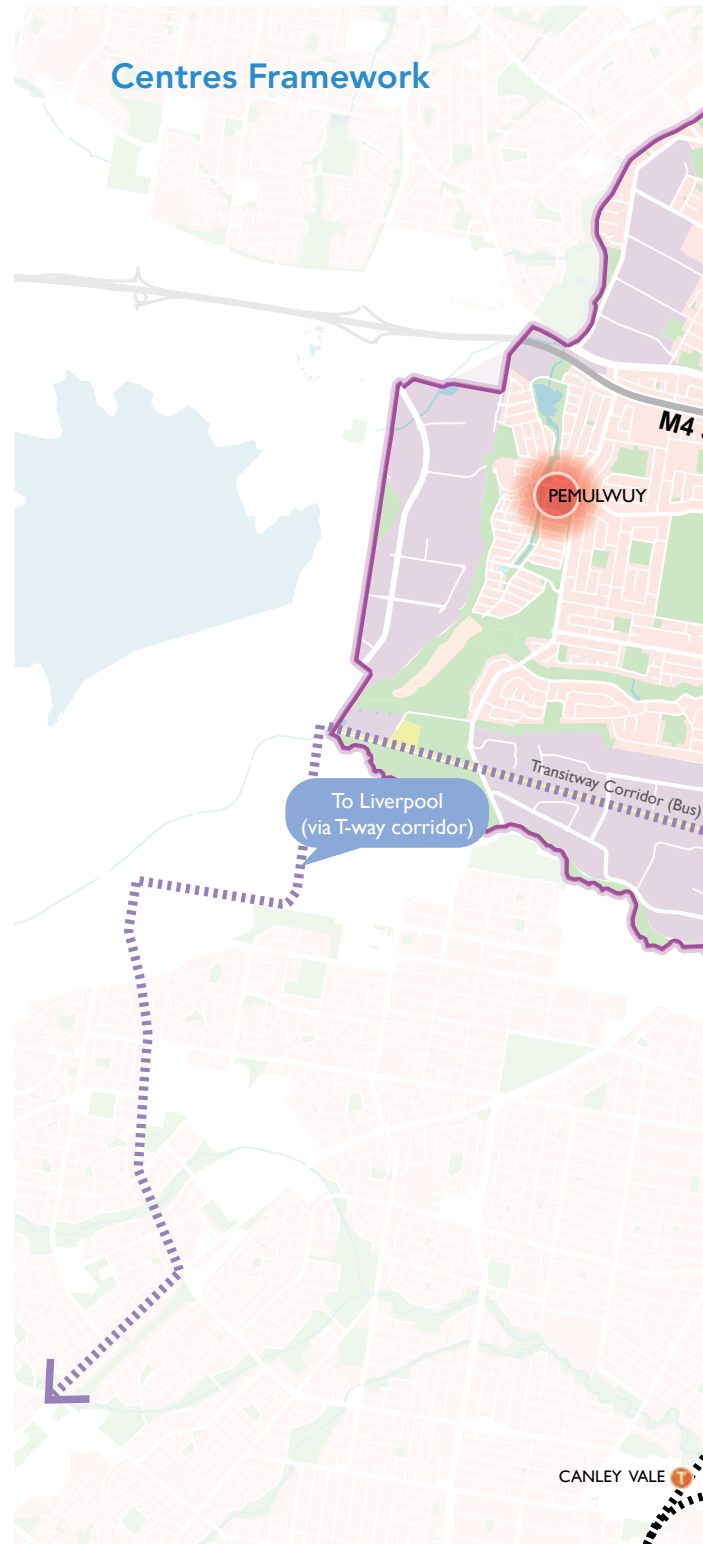 Centres Framework
M4
PEMULWUY
Transitway Corridor (Bus)
To Liverpool
(via T-way corridor)
CANLEY VALE T